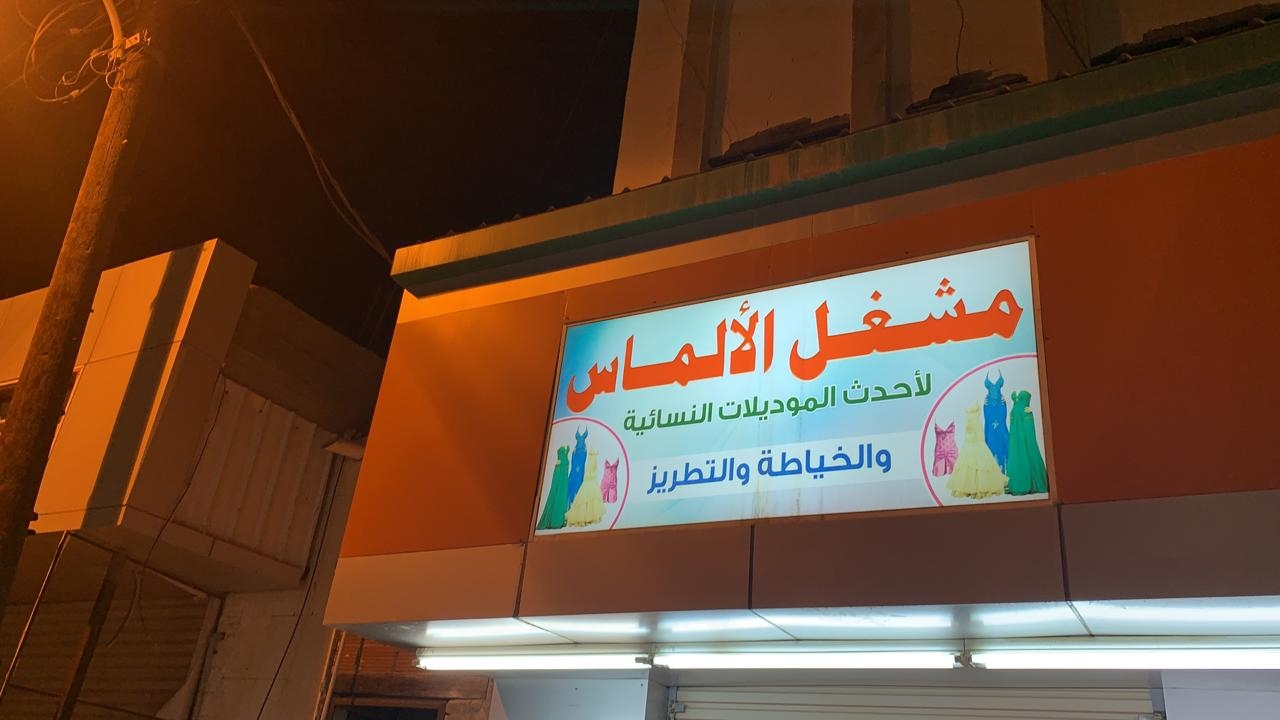 مشغل الألماس
لأحدث الموديلات النسائية
والخياطة والتطريز